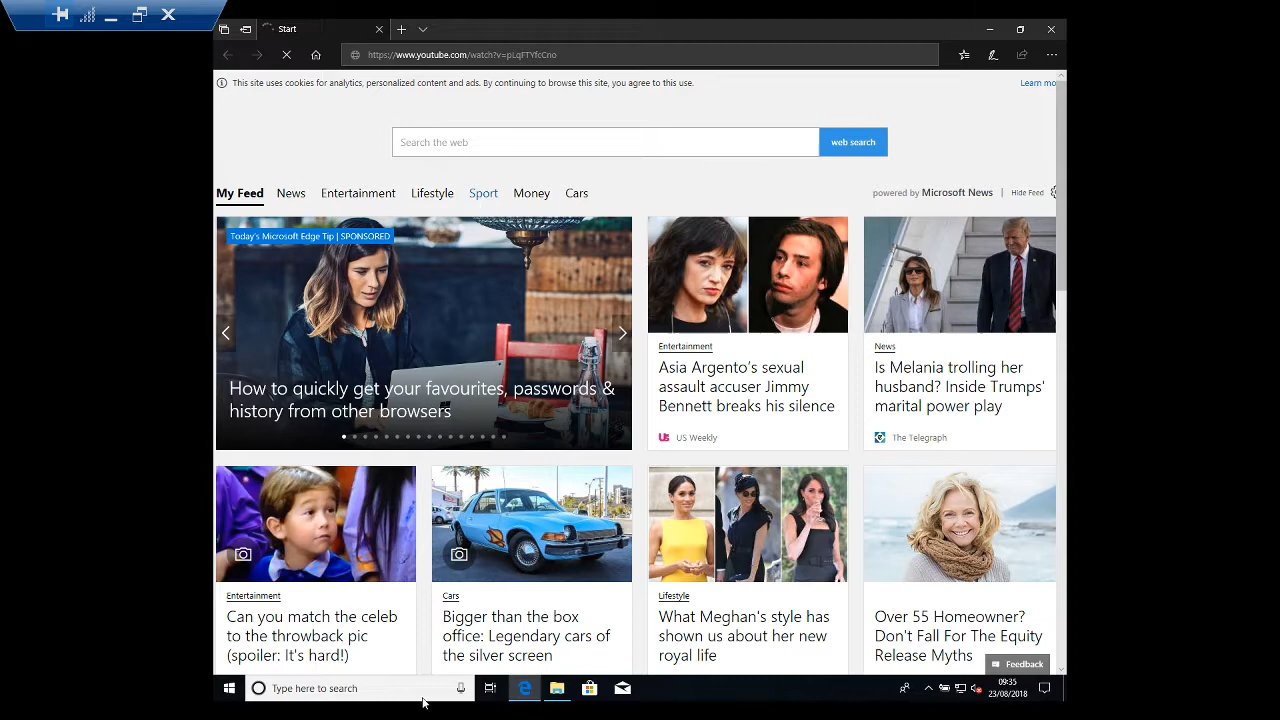 Start
https://www.youtube.com/watch?v=pLqFTYfcCno
This site uses cookies for analytics, personalized content and ads. By continuing to browse this site, you agree to this use.
Learn mo
Search the web
web search
My Feed
News
Entertainment
Lifestyle
Sport
Money
Cars
powered by Microsoft News
Hide Feed
Today's Microsoft Edge Tip | SPONSORED
How to quickly get your favourites, passwords &
history from other browsers
Entertainment
Asia Argento's sexual
assault accuser Jimmy
Bennett breaks his silence
Us US Weekly
News
Is Melania trolling her
husband? Inside Trumps'
marital power play
The Telegraph
Entertainment
Can you match the celeb
to the throwback pic
(spoiler: It's hard!)
Cars
Bigger than the box
office: Legendary cars of
the silver screen
Lifestyle
What Meghan's style has
shown us about her new
royal life
Over 55 Homeowner?
Don't Fall For The Equity
Release Myths
Feedback
Type here to search
09:35
23/08/2018